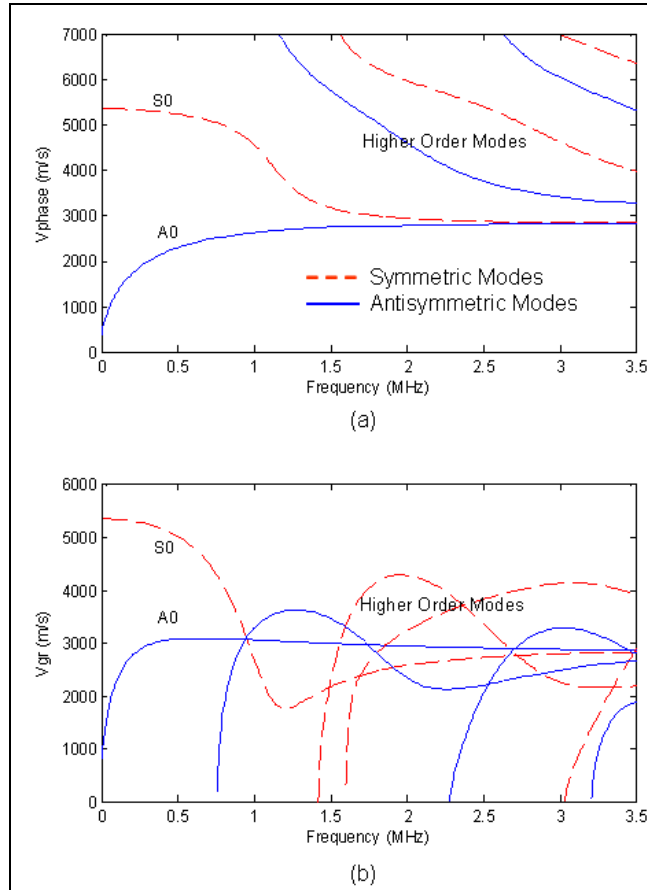 7000
6000
5000
4000
3000
2000
1000
0
Vphase (m/s)
S0
A0
Higher Order Modes
Symmetric Modes
Antisymmetric Modes
0 0.5 1 1.5 2 2.5 3 3.5
Frequency (MHz)
(a)
6000
5000
4000
3000
2000
1000
0
Vgr (m/s)
S0
A0
Higher Order Modes
0 0.5 1 1.5 2 2.5 3 3.5
Frequency (MHz)
(b)